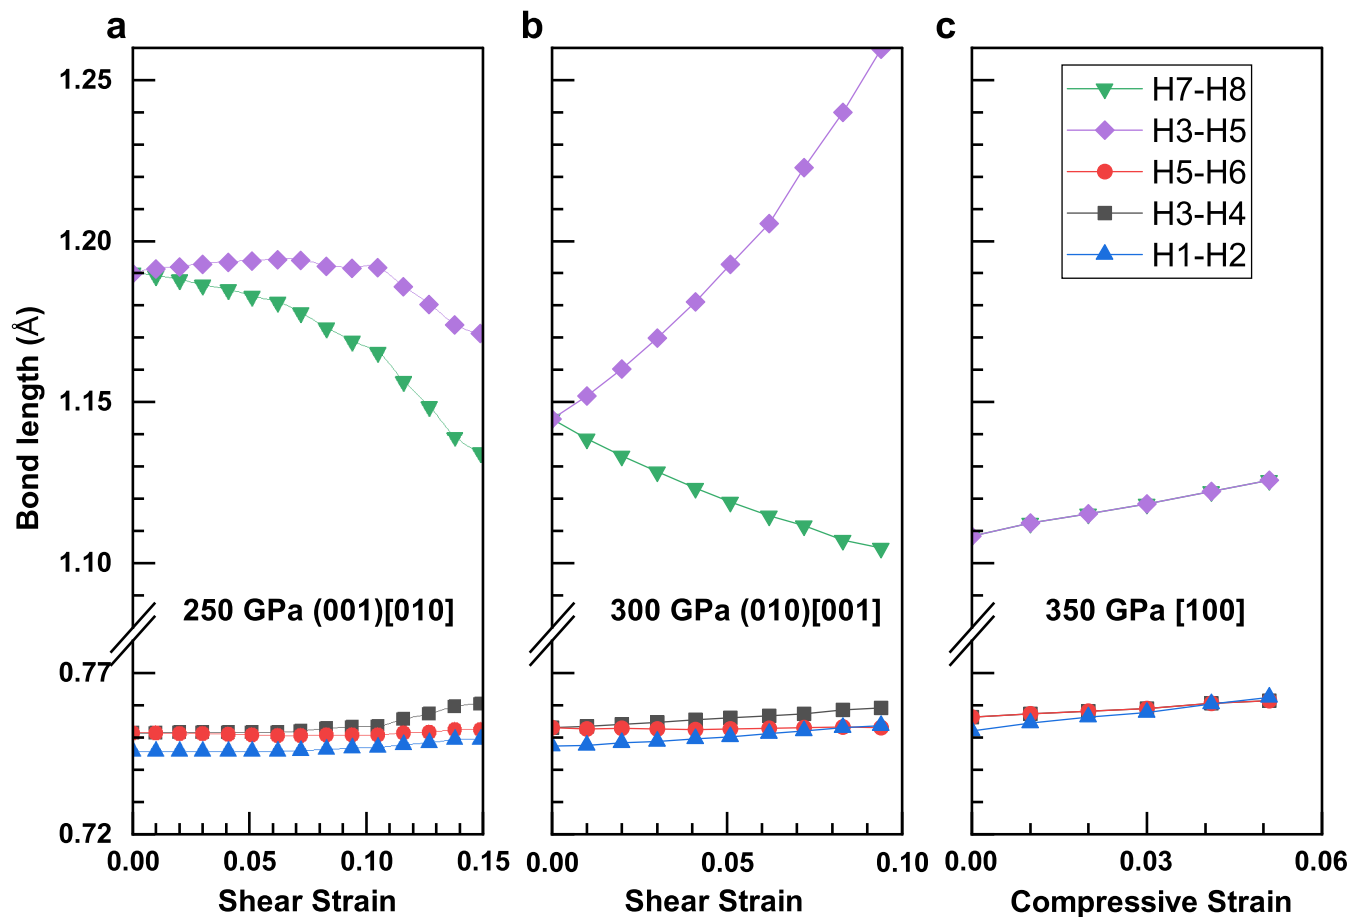 a
b
c
Bond length (Å)
1.25
1.20
1.15
1.10
0.77
0.72
250 GPa (001)[010]
0.00
0.05
0.10
0.15
Shear Strain
300 GPa (010)[001]
0.00
0.05
0.10
Shear Strain
H7-H8
H3-H5
H5-H6
H3-H4
H1-H2
350 GPa [100]
0.00
0.03
0.06
Compressive Strain